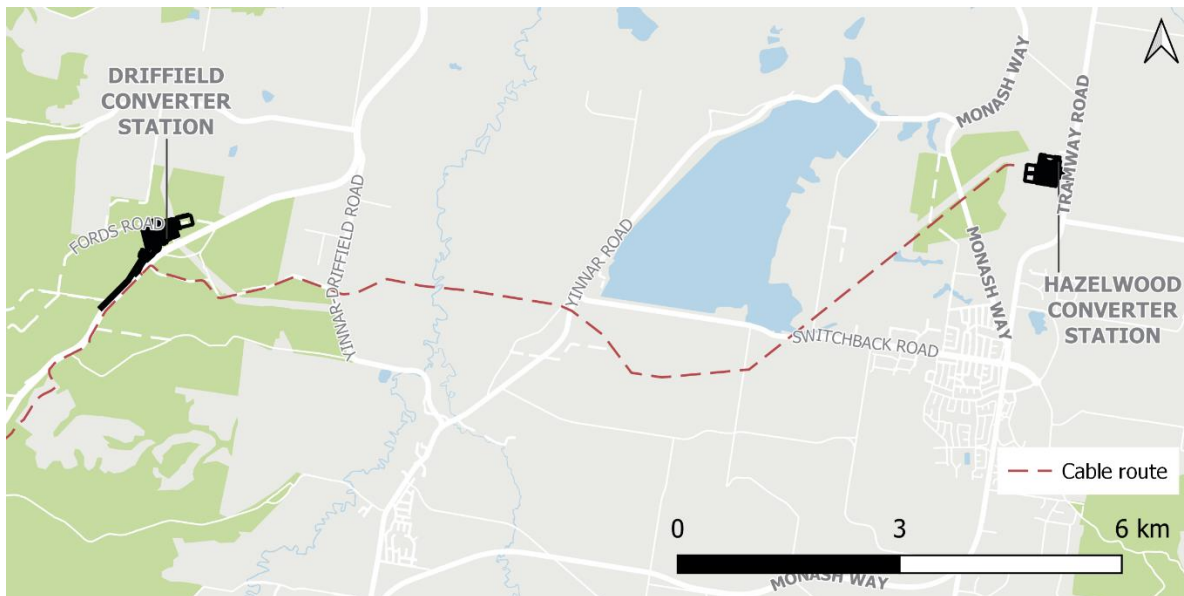 DRIFFIELD
CONVERTER
STATION
FORDS ROAD
YINNAR-DRIFFIELD ROAD
YINNAR ROAD
MONASH WAY
TRAMWAY ROAD
MONASH WAY
SWITCHBACK ROAD
HAZELWOOD
CONVERTER
STATION
Cable route
0 3 6 km
MONASH WAY